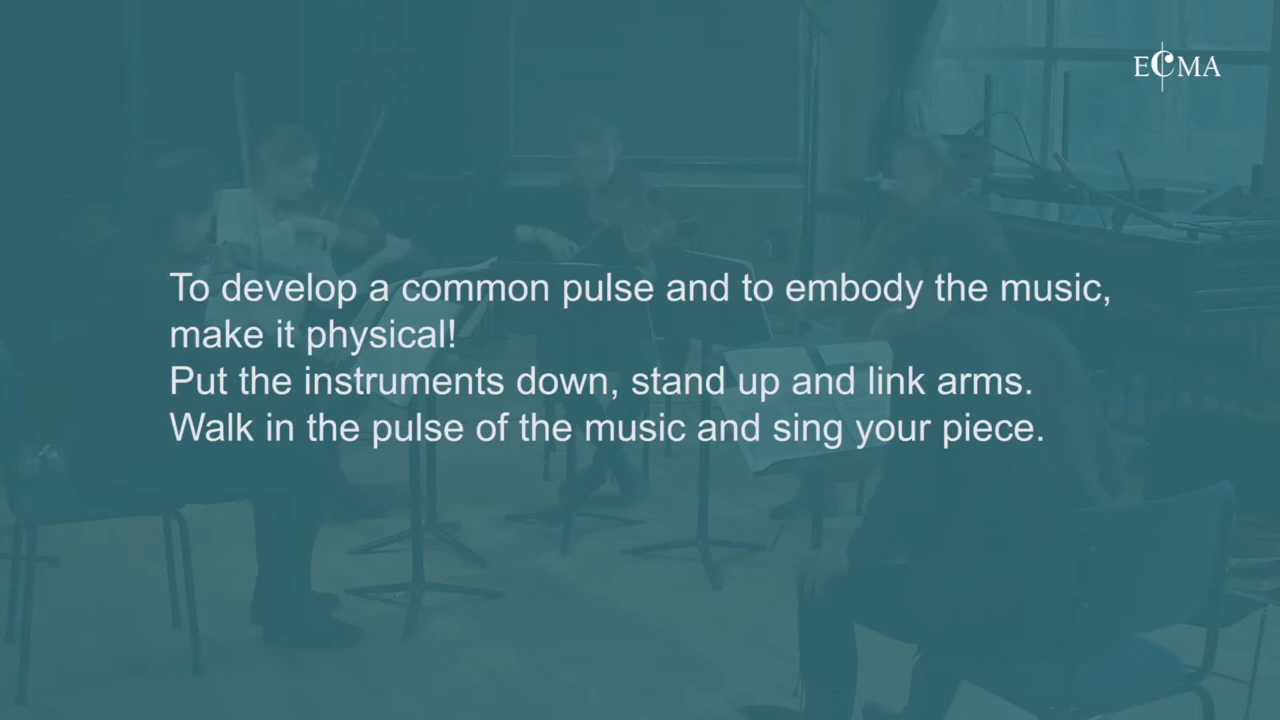 ECMA
To develop a common pulse and to embody the music,
make it physical!
Put the instruments down, stand up and link arms.
Walk in the pulse of the music and sing your piece.